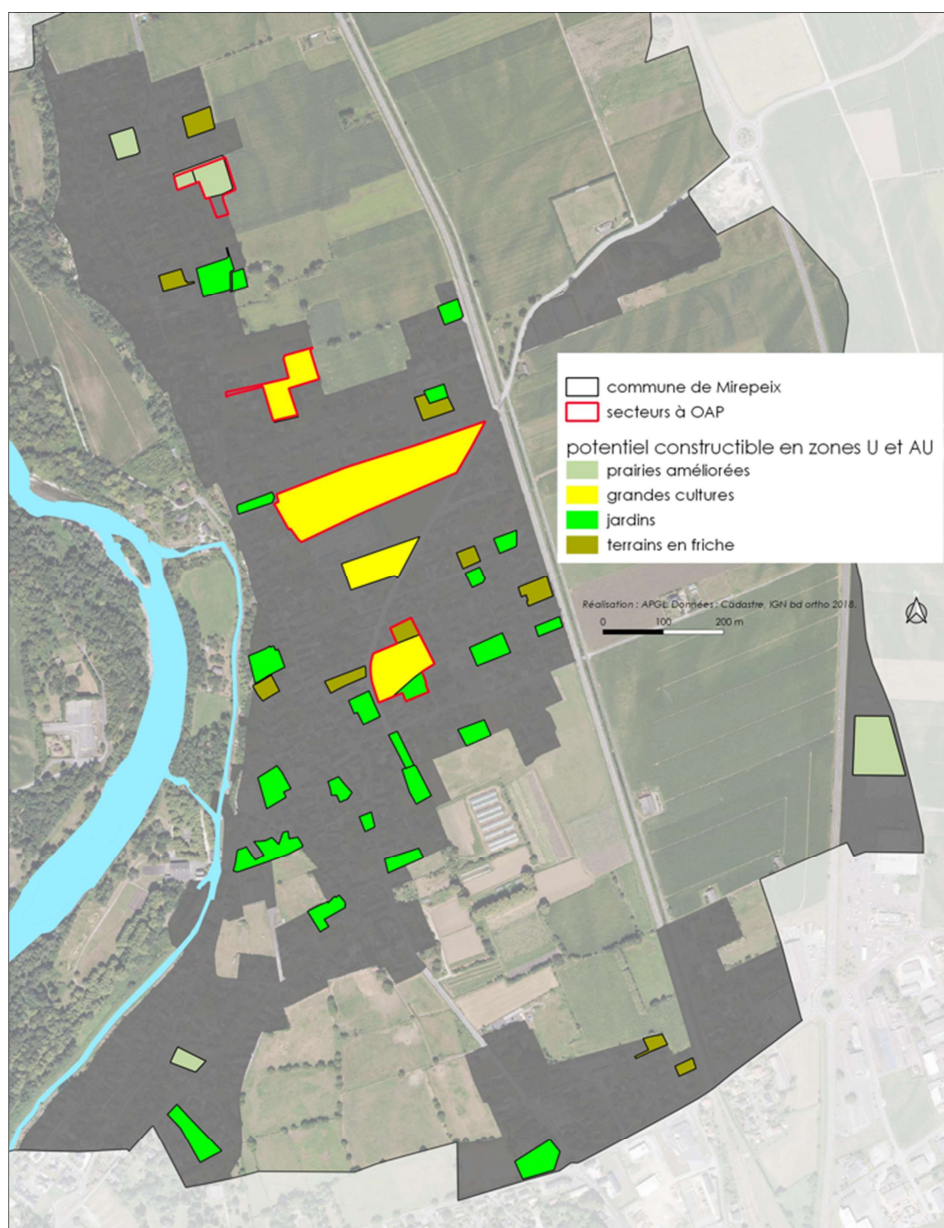 commune de Mirepeix
secteurs à OAP
potentiel constructible en zones U et AU
prairies améliorées
grandes cultures
jardins
terrains en friche
Réalisation : APGL. Données : Cadastre, IGN bd ortho 2018.
0 100 200 m